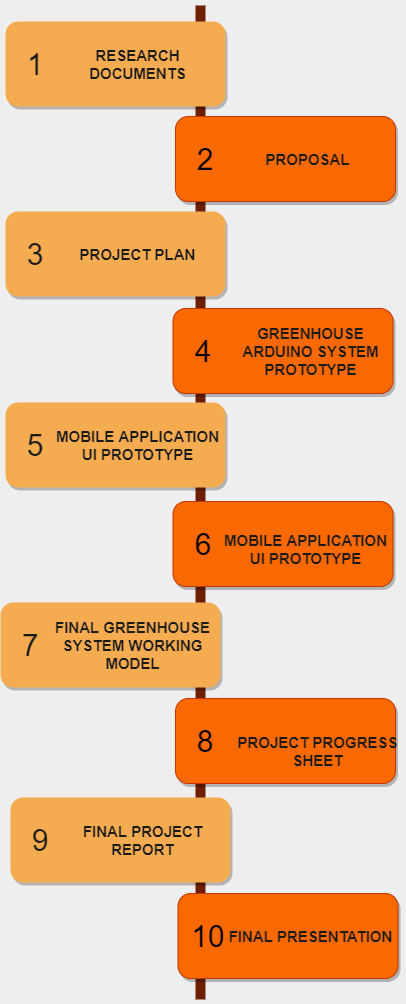 1
RESEARCH
DOCUMENTS
2
PROPOSAL
3
PROJECT PLAN
4
GREENHOUSE
ARDUINO SYSTEM
PROTOTYPE
5
MOBILE APPLICATION
UI PROTOTYPE
6
MOBILE APPLICATION
UI PROTOTYPE
7
FINAL GREENHOUSE
SYSTEM WORKING
MODEL
8
PROJECT PROGRESS
SHEET
9
FINAL PROJECT
REPORT
10
FINAL PRESENTATION